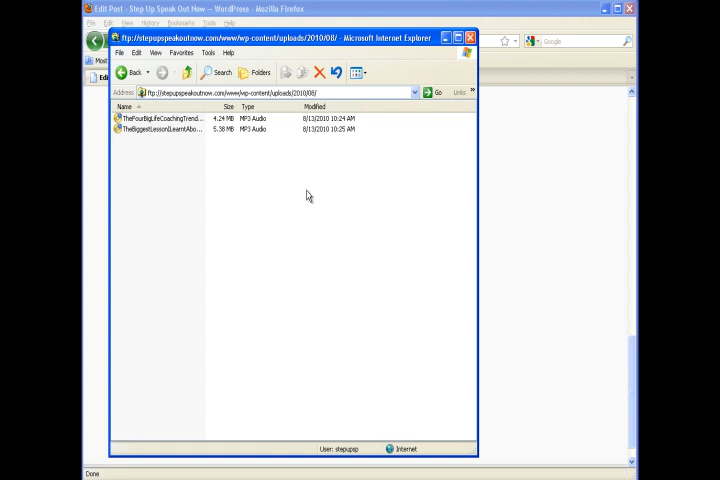 Edit Post ‹ Step Up Speak Out Now — WordPress - Mozilla Firefox
File Edit View History Bookmarks Tools Help
Google
Most
Edi
ftp://stepupspeakoutnow.com/www/wp-content/uploads/2010/08/ - Microsoft Internet Explorer
File Edit View Favorites Tools Help
Back Search Folders
Address ftp://stepupspeakoutnow.com/www/wp-content/uploads/2010/08/ Go Links »
Name Size Type Modified
TheFourBigLifeCoachingTrend... 4.24 MB MP3 Audio 8/13/2010 10:24 AM
TheBiggestLessonILearntAbo... 5.38 MB MP3 Audio 8/13/2010 10:25 AM
User: stepupsp Internet
Done